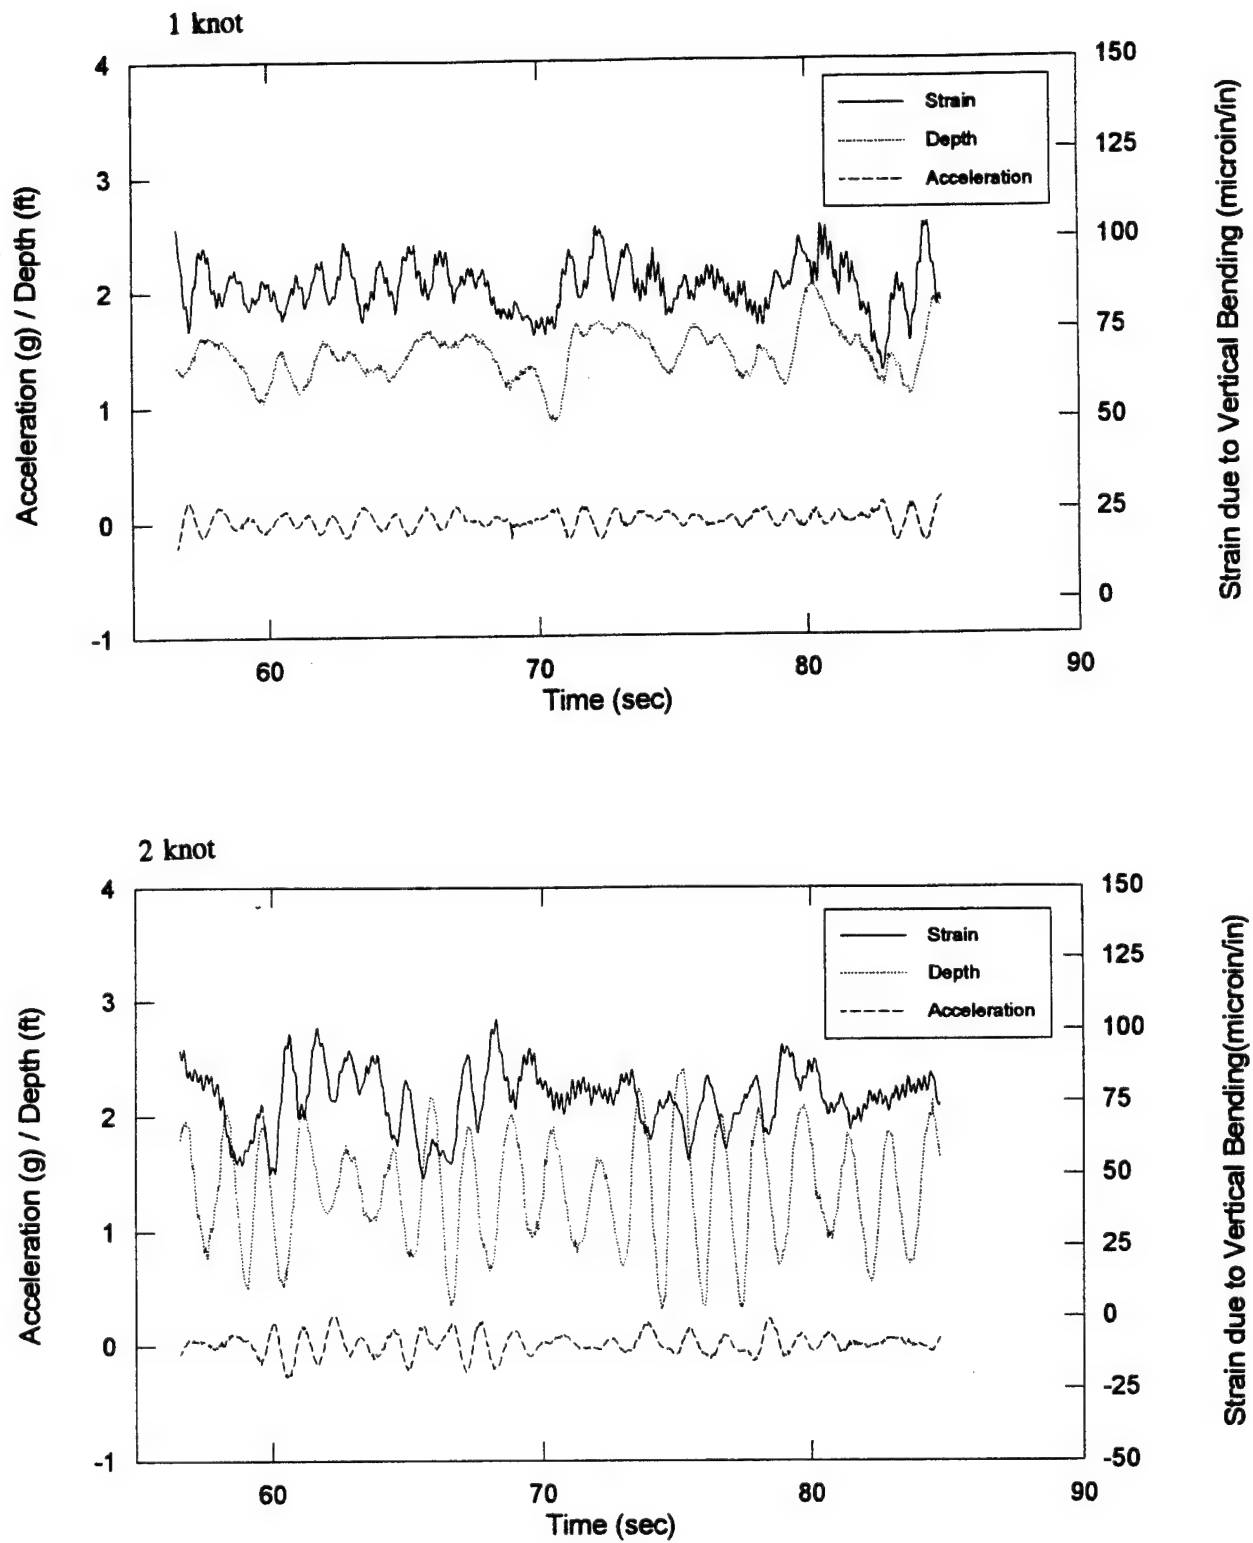 1 knot
4
3
2
1
0
-1
150
125
100
75
50
25
0
60
70
80
90
Time (sec)
Acceleration (g) / Depth (ft)
Strain due to Vertical Bending (microin/in)
Strain
Depth
Acceleration
2 knot
4
3
2
1
0
-1
150
125
100
75
50
25
0
-25
-50
60
70
80
90
Time (sec)
Acceleration (g) / Depth (ft)
Strain due to Vertical Bending(microin/in)
Strain
Depth
Acceleration